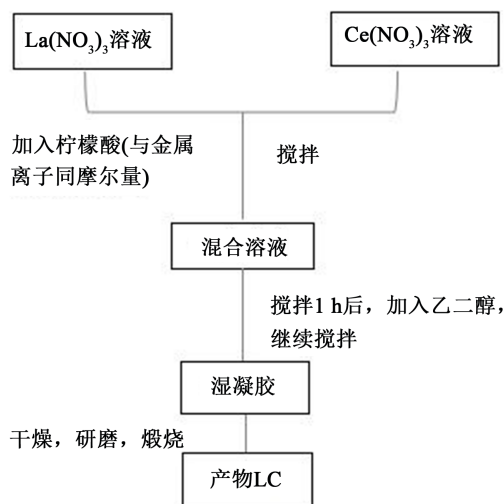 La(NO₃)₃溶液
Ce(NO₃)₃溶液
加入柠檬酸(与金属
离子同摩尔量)
搅拌
混合溶液
搅拌1 h后，加入乙二醇，
继续搅拌
湿凝胶
干燥，研磨，煅烧
产物LC